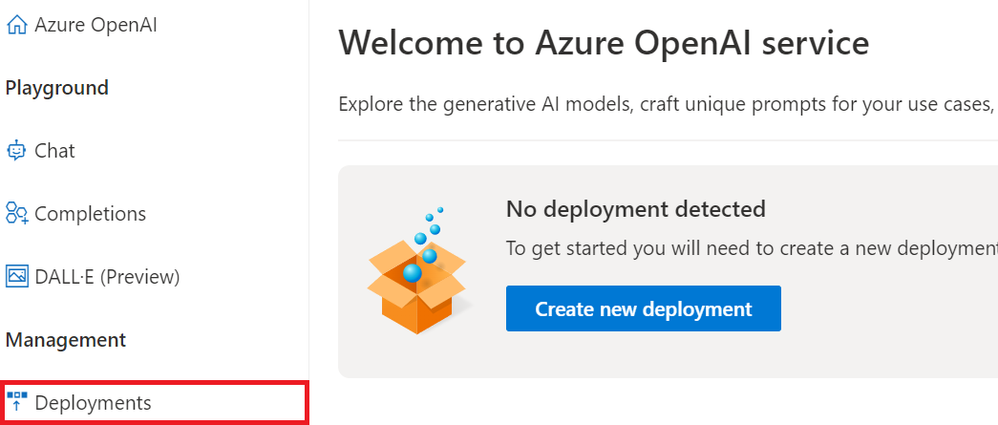 Azure OpenAI
Playground
Chat
Completions
DALL·E (Preview)
Management
Deployments
Welcome to Azure OpenAI service
Explore the generative AI models, craft unique prompts for your use cases,
No deployment detected
To get started you will need to create a new deployment
Create new deployment